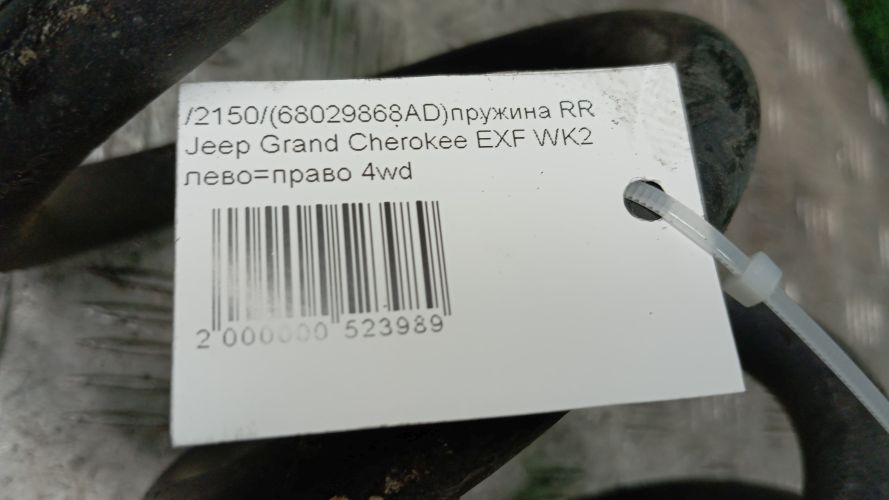 /2150/(68029868AD)пружина RR
Jeep Grand Cherokee EXF WK2
лево=право 4wd
2 000000 523989